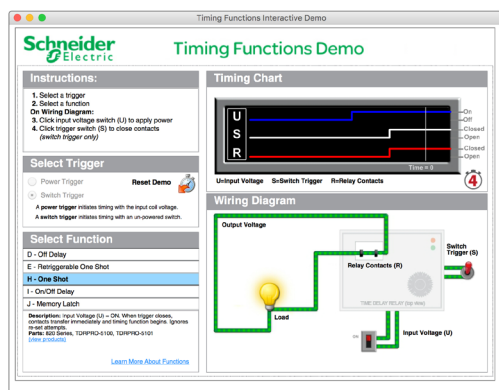 Timing Functions Interactive Demo
Schneider
Electric
Timing Functions Demo
Instructions:
1. Select a trigger
2. Select a function
On Wiring Diagram:
3. Click input voltage switch (U) to apply power
4. Click trigger switch (S) to close contacts
(switch trigger only)
Select Trigger
Power Trigger
Reset Demo
Switch Trigger
A power trigger initiates timing with the input coil voltage.
A switch trigger initiates timing with an un-powered switch.
Select Function
D - Off Delay
E - Retriggerable One Shot
H - One Shot
I - On/Off Delay
J - Memory Latch
Description: Input Voltage (U) – ON. When trigger closes,
contacts transfer immediately and timing function begins. Ignores
re-set attempts.
Parts: 820 Series, TDRPRO-5100, TDRPRO-5101
(view products)
Learn More About Functions
Timing Chart
U
S
R
On
Off
Closed
Open
Closed
Open
Time = 0
U=Input Voltage S=Switch Trigger R=Relay Contacts
4
Wiring Diagram
Output Voltage
Relay Contacts (R)
Switch
Trigger (S)
Load
TIME DELAY RELAY (top view)
Input Voltage (U)